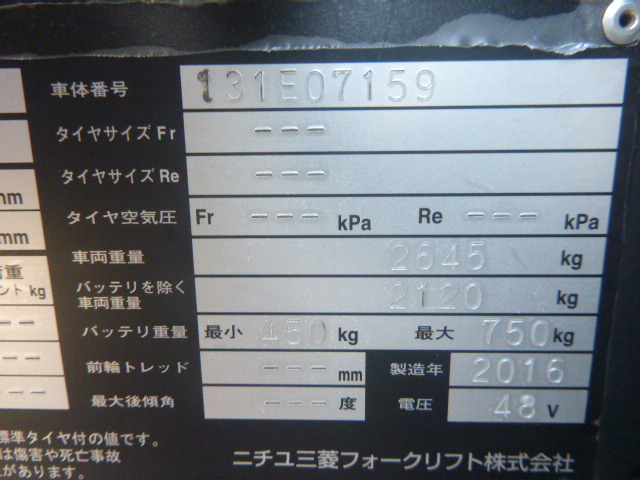 車体番号 131E07159
タイヤサイズ Fr ---
タイヤサイズ Re ---
mm
タイヤ空気圧 Fr --- kPa Re --- kPa
mm
車両重量 2645 kg
荷重
ント kg
バッテリを除く
車両重量 2120 kg
---
バッテリ重量 最小 450 kg 最大 750 kg
---
前輪トレッド --- mm 製造年 2016
---
最大後傾角 --- 度 電圧 48 V
標準タイヤ付の値です。
は傷害や死亡事故
があります。
ニチユ三菱フォークリフト株式会社